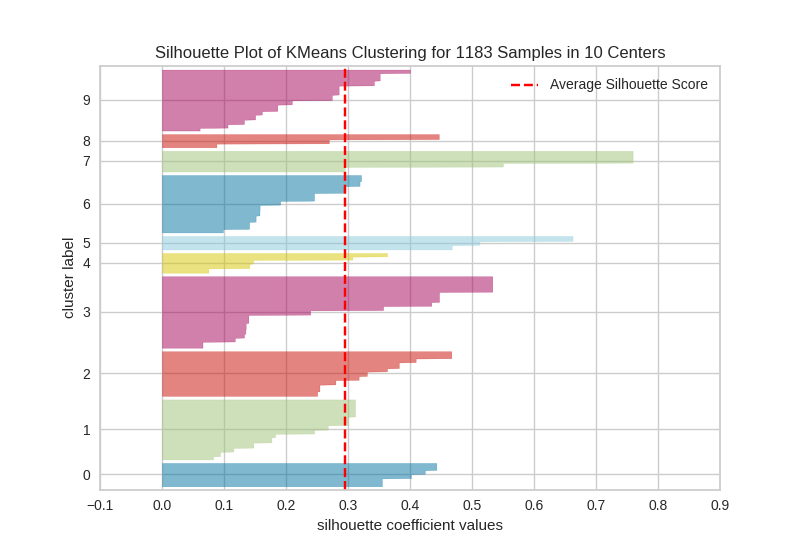 Silhouette Plot of KMeans Clustering for 1183 Samples in 10 Centers
Average Silhouette Score
9
8
7
6
5
4
3
2
1
0
cluster label
−0.1 0.0 0.1 0.2 0.3 0.4 0.5 0.6 0.7 0.8 0.9
silhouette coefficient values